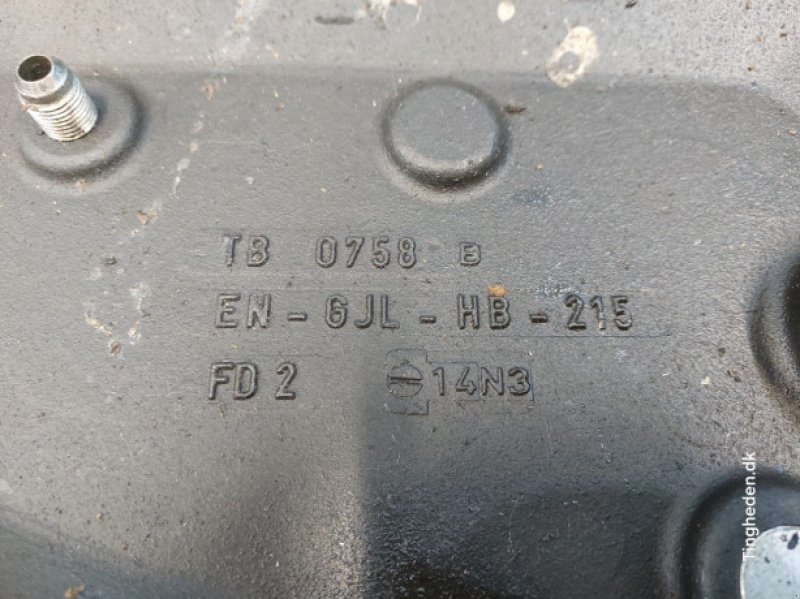 TB 0758 B
EN-GJL-HB-215
FD 2 14N3
Tingheden.dk